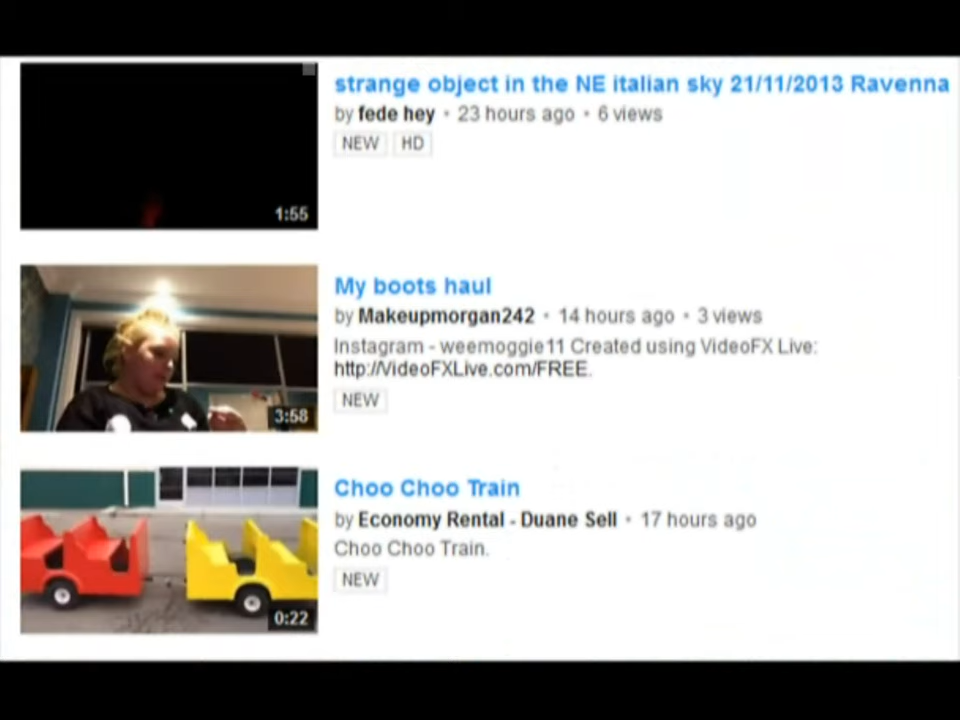 strange object in the NE italian sky 21/11/2013 Ravenna
by fede hey • 23 hours ago • 6 views
NEW HD
1:55
My boots haul
by Makeupmorgan242 • 14 hours ago • 3 views
Instagram - weemoggie11 Created using VideoFX Live:
http://VideoFXLive.com/FREE.
NEW
3:58
Choo Choo Train
by Economy Rental - Duane Sell • 17 hours ago
Choo Choo Train.
NEW
0:22